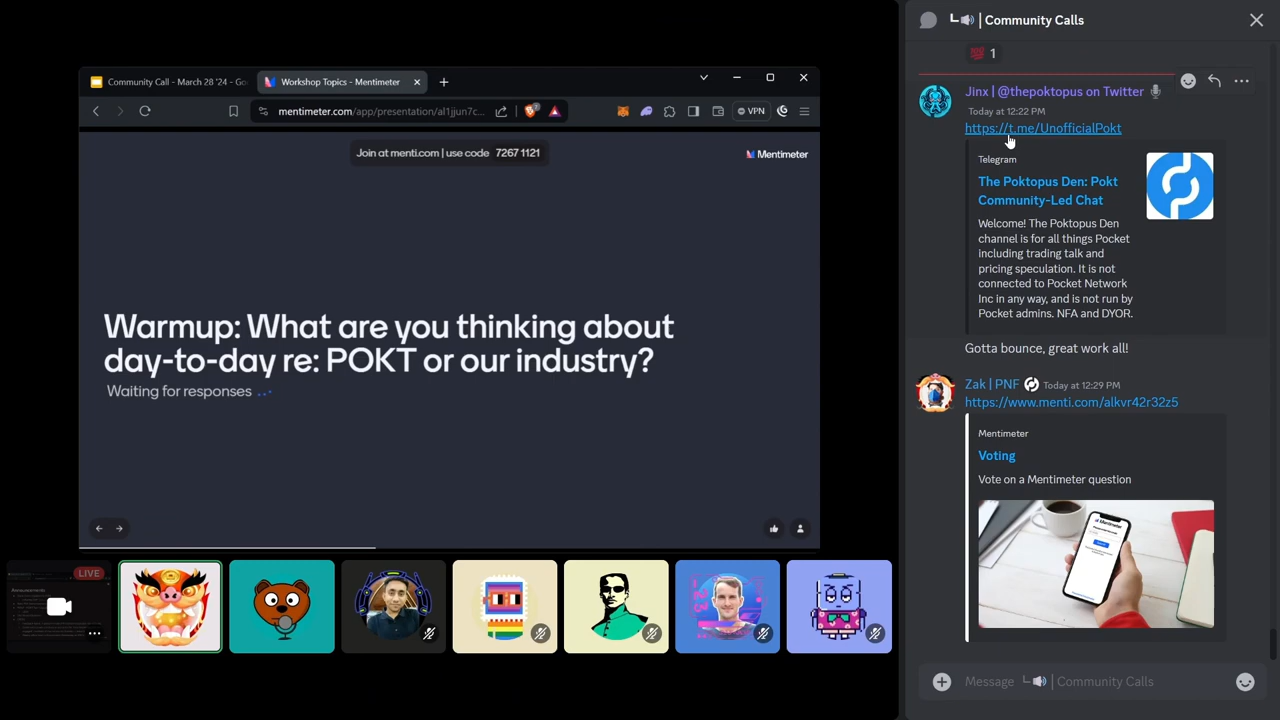 Community Call - March 28 '24 - Go
Workshop Topics - Mentimeter
mentimeter.com/app/presentation/al1jjun7c...
7
VPN
Join at menti.com | use code 7267 1121
Mentimeter
Warmup: What are you thinking about
day-to-day re: POKT or our industry?
Waiting for responses
LIVE
Community Calls
1
Jinx | @thepoktopus on Twitter
Today at 12:22 PM
https://t.me/UnofficialPokt
Telegram
The Poktopus Den: Pokt
Community-Led Chat
Welcome! The Poktopus Den
channel is for all things Pocket
including trading talk and
pricing speculation. It is not
connected to Pocket Network
Inc in any way, and is not run by
Pocket admins. NFA and DYOR.
Gotta bounce, great work all!
Zak | PNF Today at 12:29 PM
https://www.menti.com/alkvr42r32z5
Mentimeter
Voting
Vote on a Mentimeter question
Mentimeter
Message Community Calls